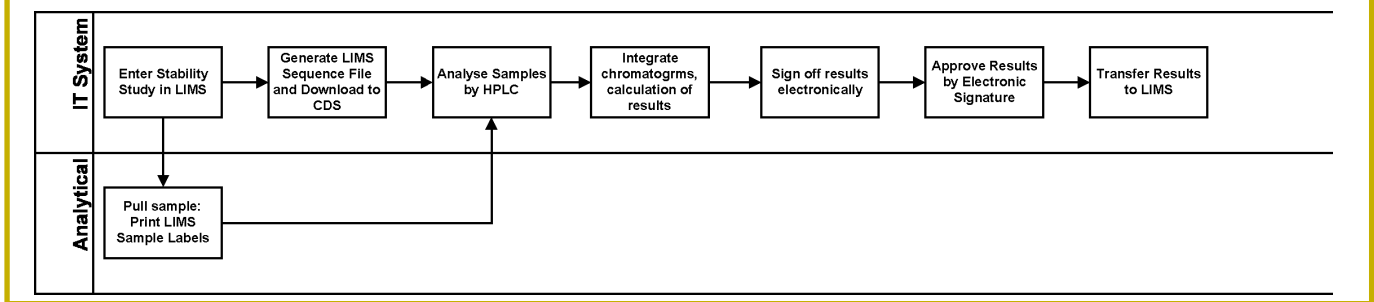 IT System
Enter Stability
Study in LIMS
Generate LIMS
Sequence File
and Download to
CDS
Analyse Samples
by HPLC
Integrate
chromatogrms,
calculation of
results
Sign off results
electronically
Approve Results
by Electronic
Signature
Transfer Results
to LIMS
Analytical
Pull sample:
Print LIMS
Sample Labels